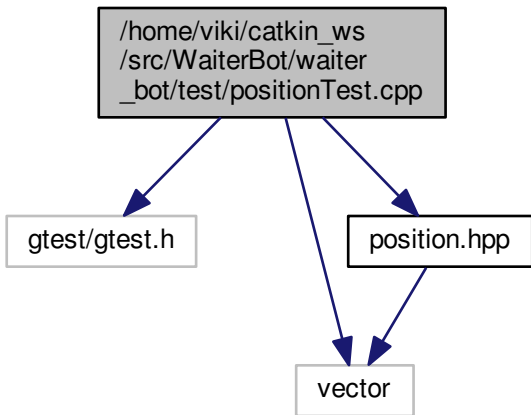 /home/viki/catkin_ws
/src/WaiterBot/waiter
_bot/test/positionTest.cpp
gtest/gtest.h
position.hpp
vector